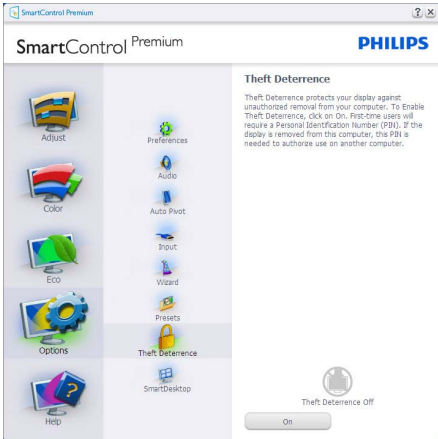 SmartControl Premium
SmartControl Premium
PHILIPS
Adjust
Color
Eco
Options
Help
Preferences
Audio
Auto Pivot
Input
Wizard
Presets
Theft Deterrence
SmartDesktop
Theft Deterrence
Theft Deterrence protects your display against
unauthorized removal from your computer. To Enable
Theft Deterrence, click on On. First-time users will
require a Personal Identification Number (PIN). If the
display is removed from this computer, this PIN is
needed to authorize use on another computer.
Theft Deterrence Off
On